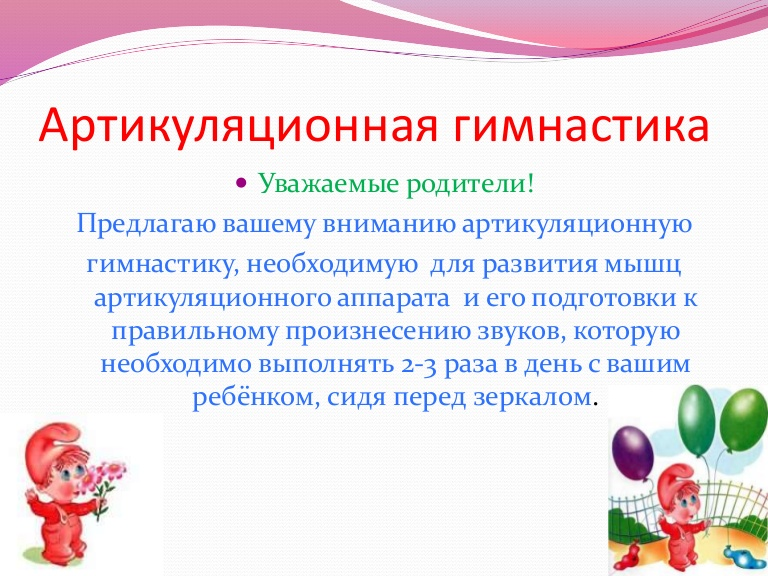 Артикуляционная гимнастика
• Уважаемые родители!
Предлагаю вашему вниманию артикуляционную
гимнастику, необходимую для развития мышц
артикуляционного аппарата и его подготовки к
правильному произнесению звуков, которую
необходимо выполнять 2-3 раза в день с вашим
ребёнком, сидя перед зеркалом.